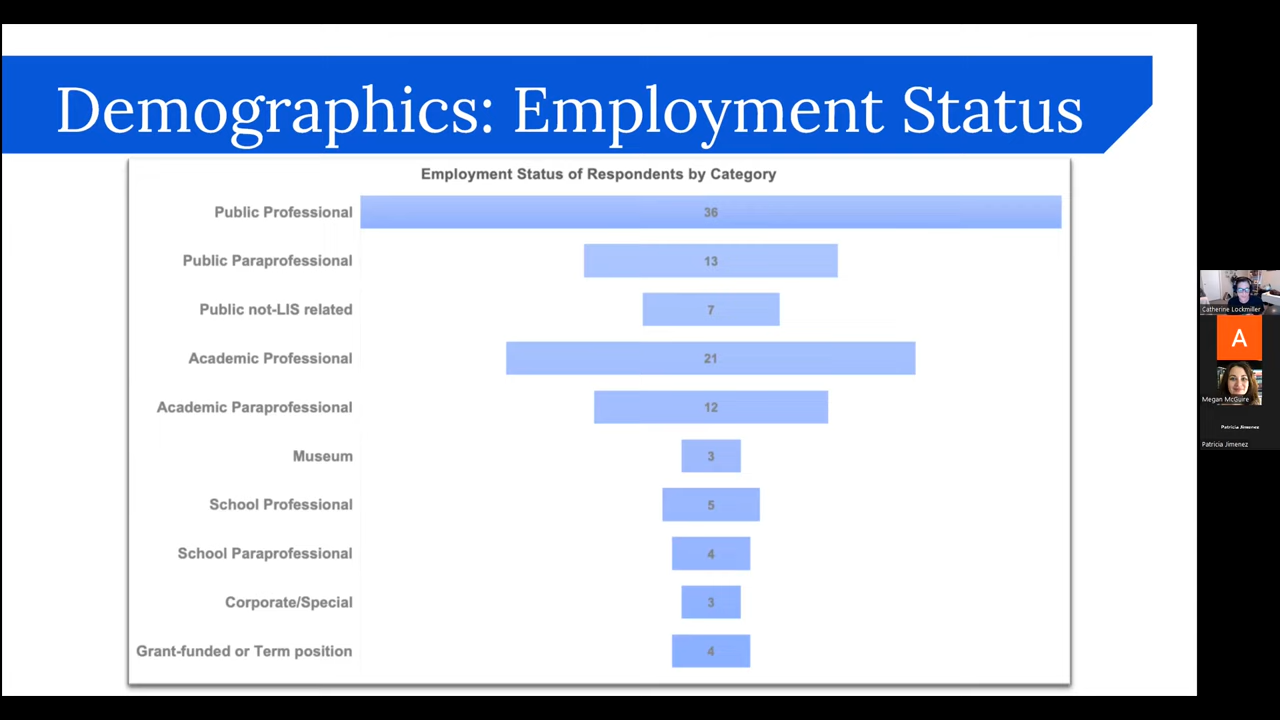 Demographics: Employment Status
Employment Status of Respondents by Category
Public Professional 36
Public Paraprofessional 13
Public not-LIS related 7
Academic Professional 21
Academic Paraprofessional 12
Museum 3
School Professional 5
School Paraprofessional 4
Corporate/Special 3
Grant-funded or Term position 4
Catherine Lockmiller
A
Megan McGuire
Patricia Jimenez
Patricia Jimenez